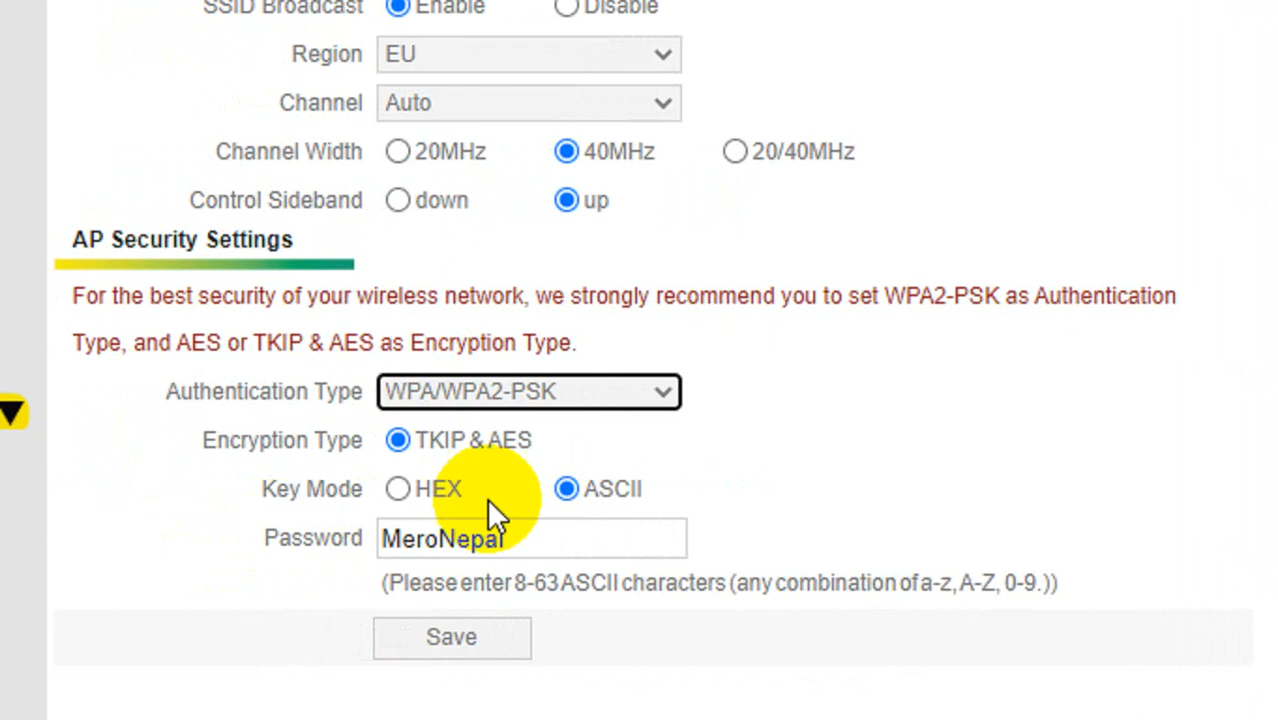 SSID Broadcast Enable Disable
Region EU
Channel Auto
Channel Width 20MHz 40MHz 20/40MHz
Control Sideband down up
AP Security Settings
For the best security of your wireless network, we strongly recommend you to set WPA2-PSK as Authentication
Type, and AES or TKIP & AES as Encryption Type.
Authentication Type WPA/WPA2-PSK
Encryption Type TKIP & AES
Key Mode HEX ASCII
Password MeroNepal
(Please enter 8-63 ASCII characters (any combination of a-z, A-Z, 0-9.))
Save